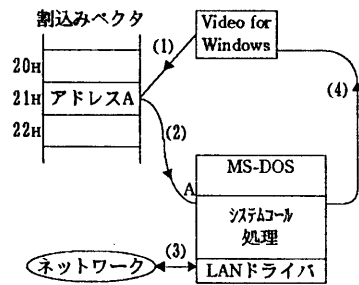 割込みベクタ
Video for
Windows
(1)
20H
21H アドレスA
22H
(2)
(4)
MS-DOS
A
システムコール
処理
(3)
ネットワーク
LANドライバ